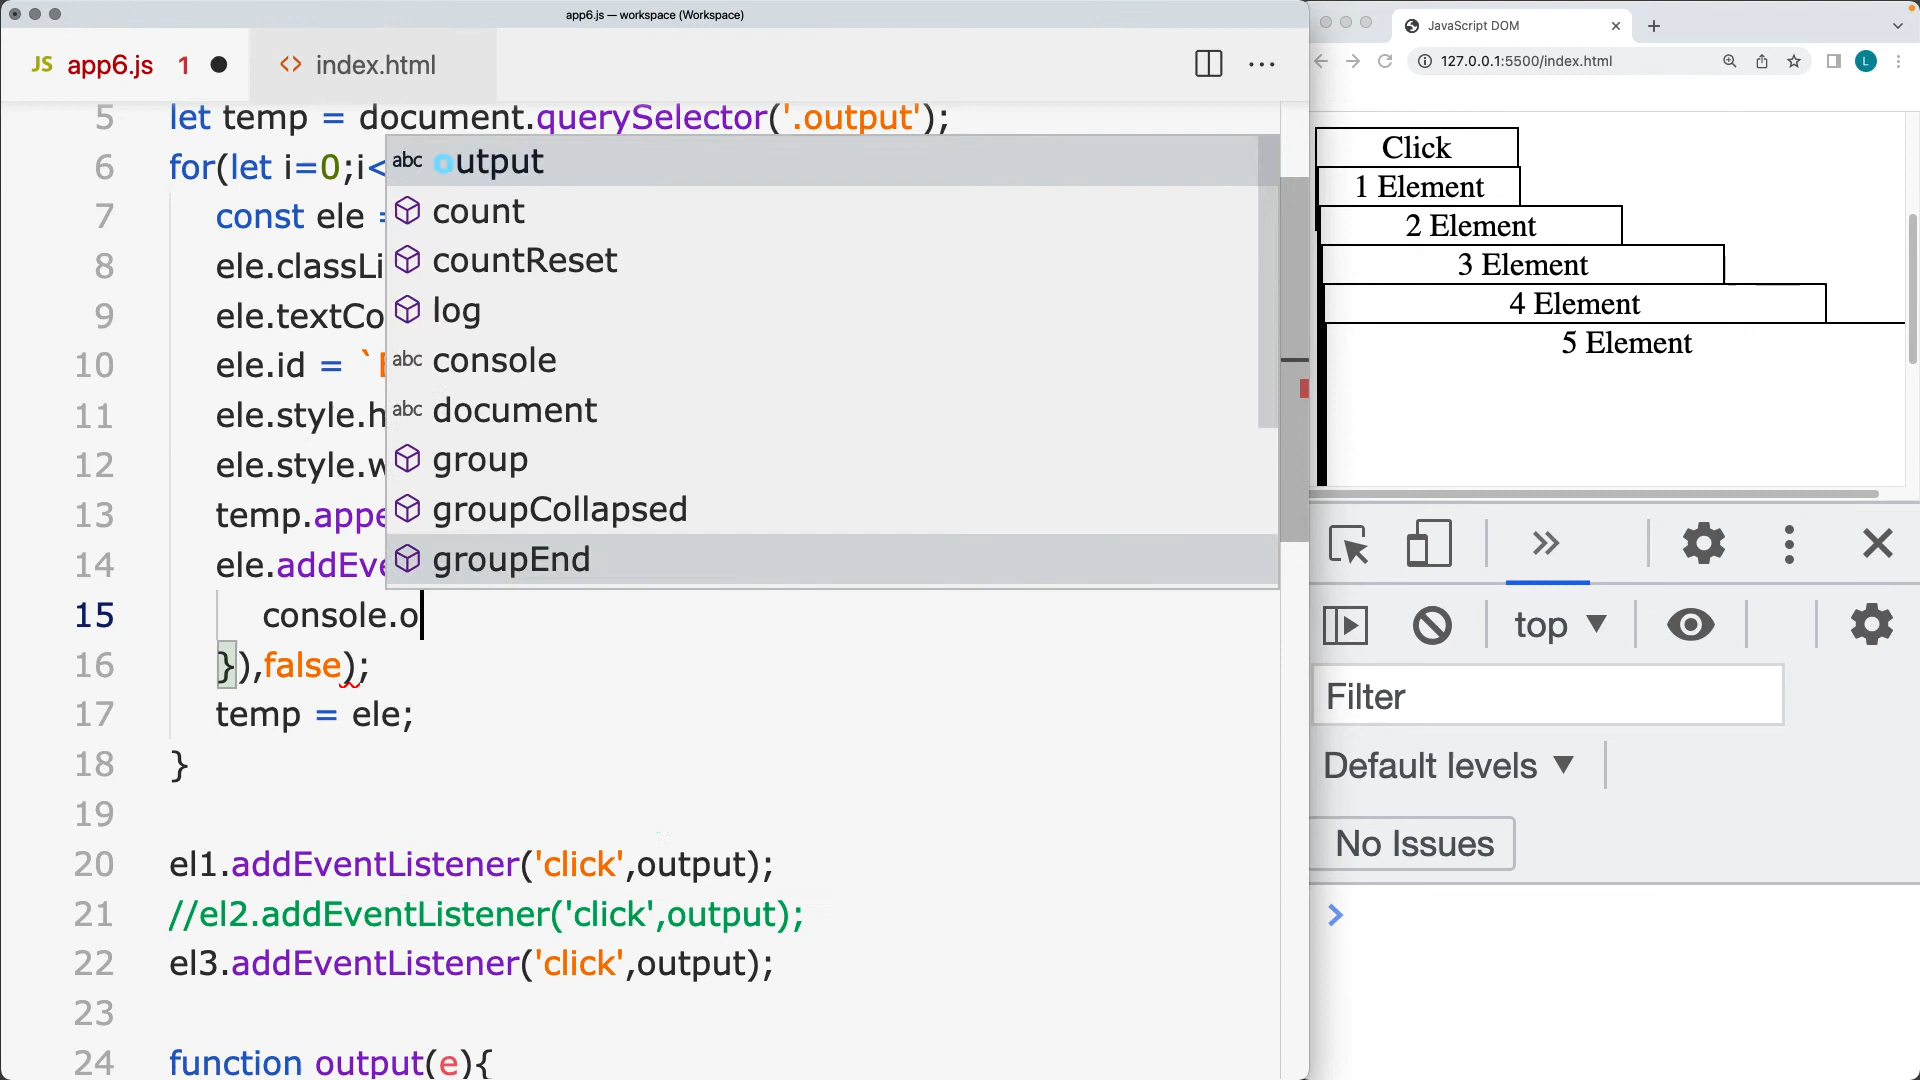 app6.js — workspace (Workspace)
JS app6.js 1
<> index.html
5 let temp = document.querySelector('.output');
6 for(let i=0;i<
7 const ele =
8 ele.classLi
9 ele.textCo
10 ele.id = `
11 ele.style.h
12 ele.style.w
13 temp.appe
14 ele.addEve
15 console.o
16 }),false);
17 temp = ele;
18 }
19
20 el1.addEventListener('click',output);
21 //el2.addEventListener('click',output);
22 el3.addEventListener('click',output);
23
24 function output(e){
abc output
count
countReset
log
abc console
abc document
group
groupCollapsed
groupEnd
JavaScript DOM
127.0.0.1:5500/index.html
L
Click
1 Element
2 Element
3 Element
4 Element
5 Element
top
Filter
Default levels
No Issues